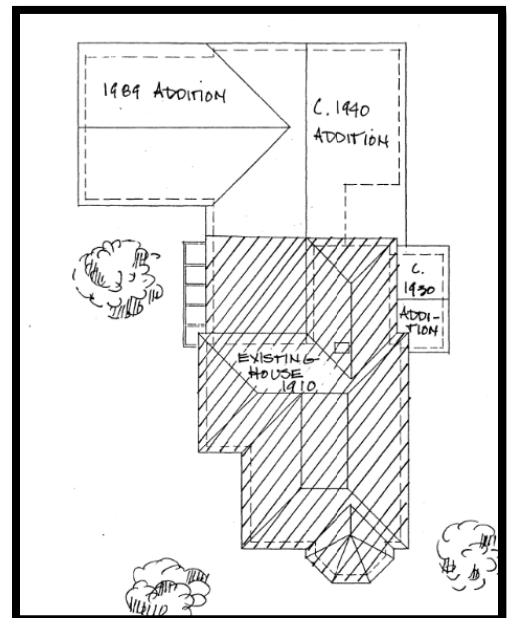 1989 ADDITION
C. 1940
ADDITION
C.
1930
ADDI-
TION
EXISTING
HOUSE
1910